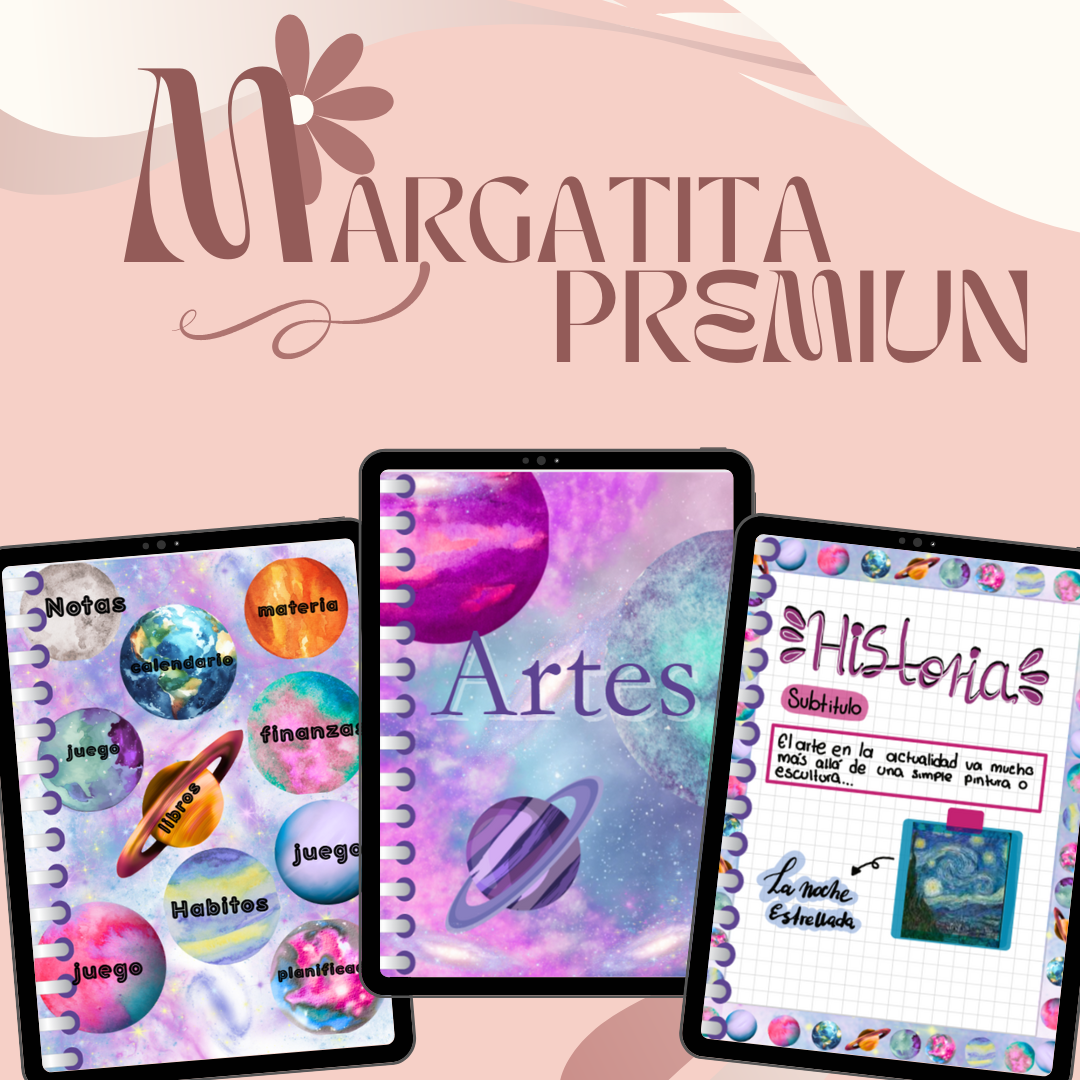 MARGATITA
PREMIUN
Notas
calendario
materia
juego
finanzas
libros
juego
Habitos
juego
Artes
Historia
Subtitulo
El arte en la actualidad va mucho
más allá de una simple pintura o
escultura...
La noche
Estrellada